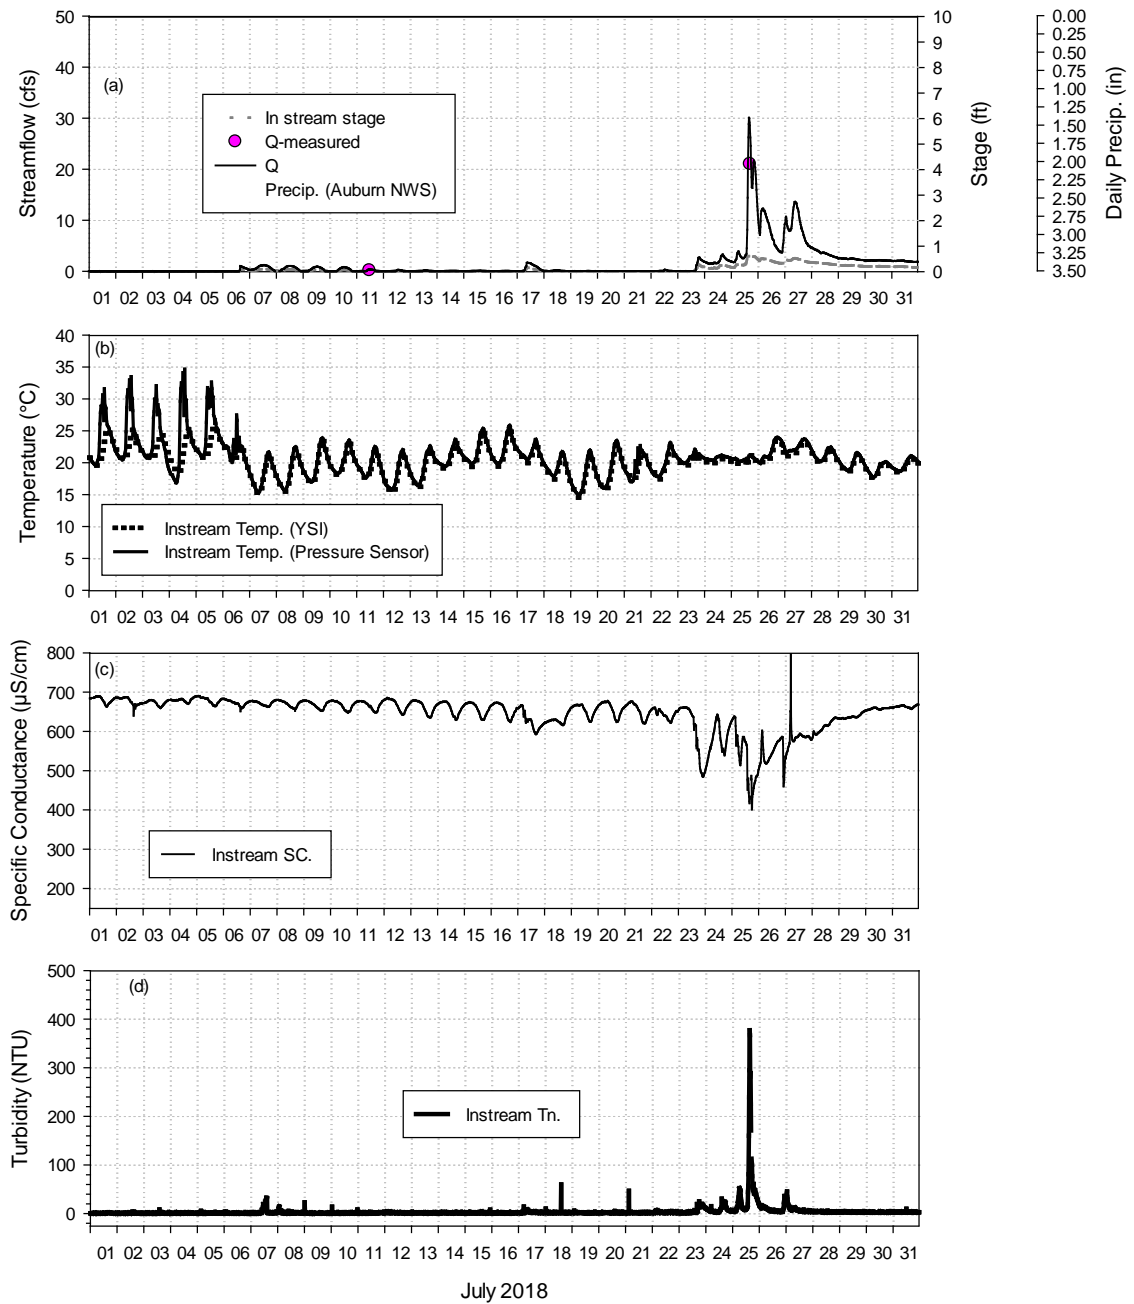 50
40
30
20
10
0
Streamflow (cfs)
(a)
In stream stage
Q-measured
Q
Precip. (Auburn NWS)
10
9
8
7
6
5
4
3
2
1
0
Stage (ft)
0.00
0.25
0.50
0.75
1.00
1.25
1.50
1.75
2.00
2.25
2.50
2.75
3.00
3.25
3.50
Daily Precip. (in)
01 02 03 04 05 06 07 08 09 10 11 12 13 14 15 16 17 18 19 20 21 22 23 24 25 26 27 28 29 30 31
40
35
30
25
20
15
10
5
0
Temperature (°C)
(b)
Instream Temp. (YSI)
Instream Temp. (Pressure Sensor)
01 02 03 04 05 06 07 08 09 10 11 12 13 14 15 16 17 18 19 20 21 22 23 24 25 26 27 28 29 30 31
800
700
600
500
400
300
200
Specific Conductance (µS/cm)
(c)
Instream SC.
01 02 03 04 05 06 07 08 09 10 11 12 13 14 15 16 17 18 19 20 21 22 23 24 25 26 27 28 29 30 31
500
400
300
200
100
0
Turbidity (NTU)
(d)
Instream Tn.
01 02 03 04 05 06 07 08 09 10 11 12 13 14 15 16 17 18 19 20 21 22 23 24 25 26 27 28 29 30 31
July 2018